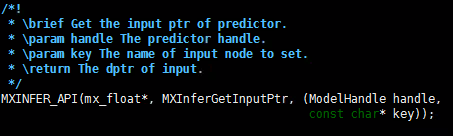 /*!
 * \brief Get the input ptr of predictor.
 * \param handle The predictor handle.
 * \param key The name of input node to set.
 * \return The dptr of input.
 */
MXINFER_API(mx_float*, MXInferGetInputPtr, (ModelHandle handle,
                                            const char* key));